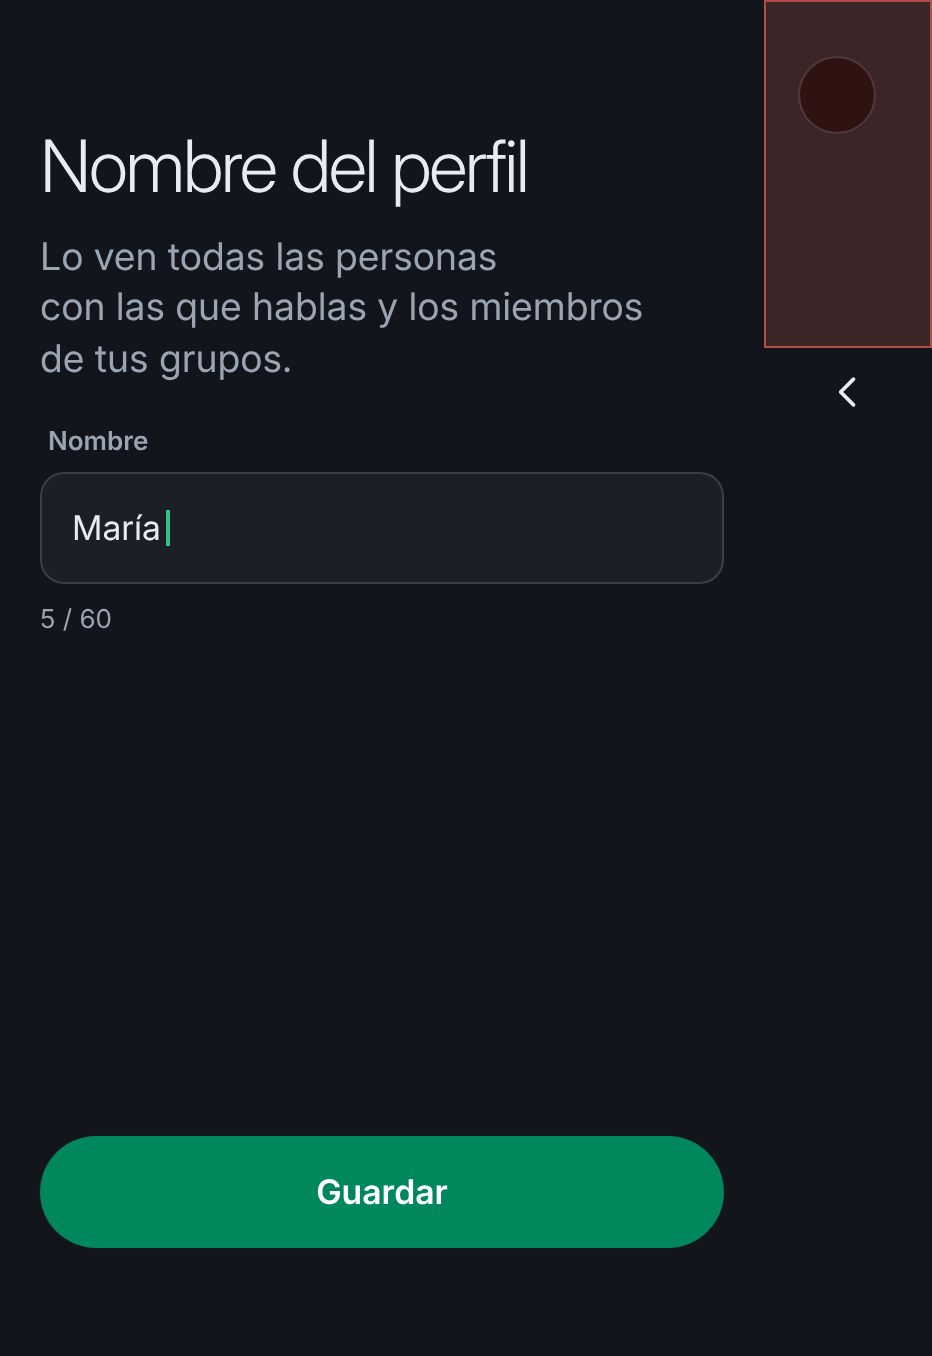 Nombre del perfil
Lo ven todas las personas
con las que hablas y los miembros
de tus grupos.
Nombre
María
5 / 60
Guardar